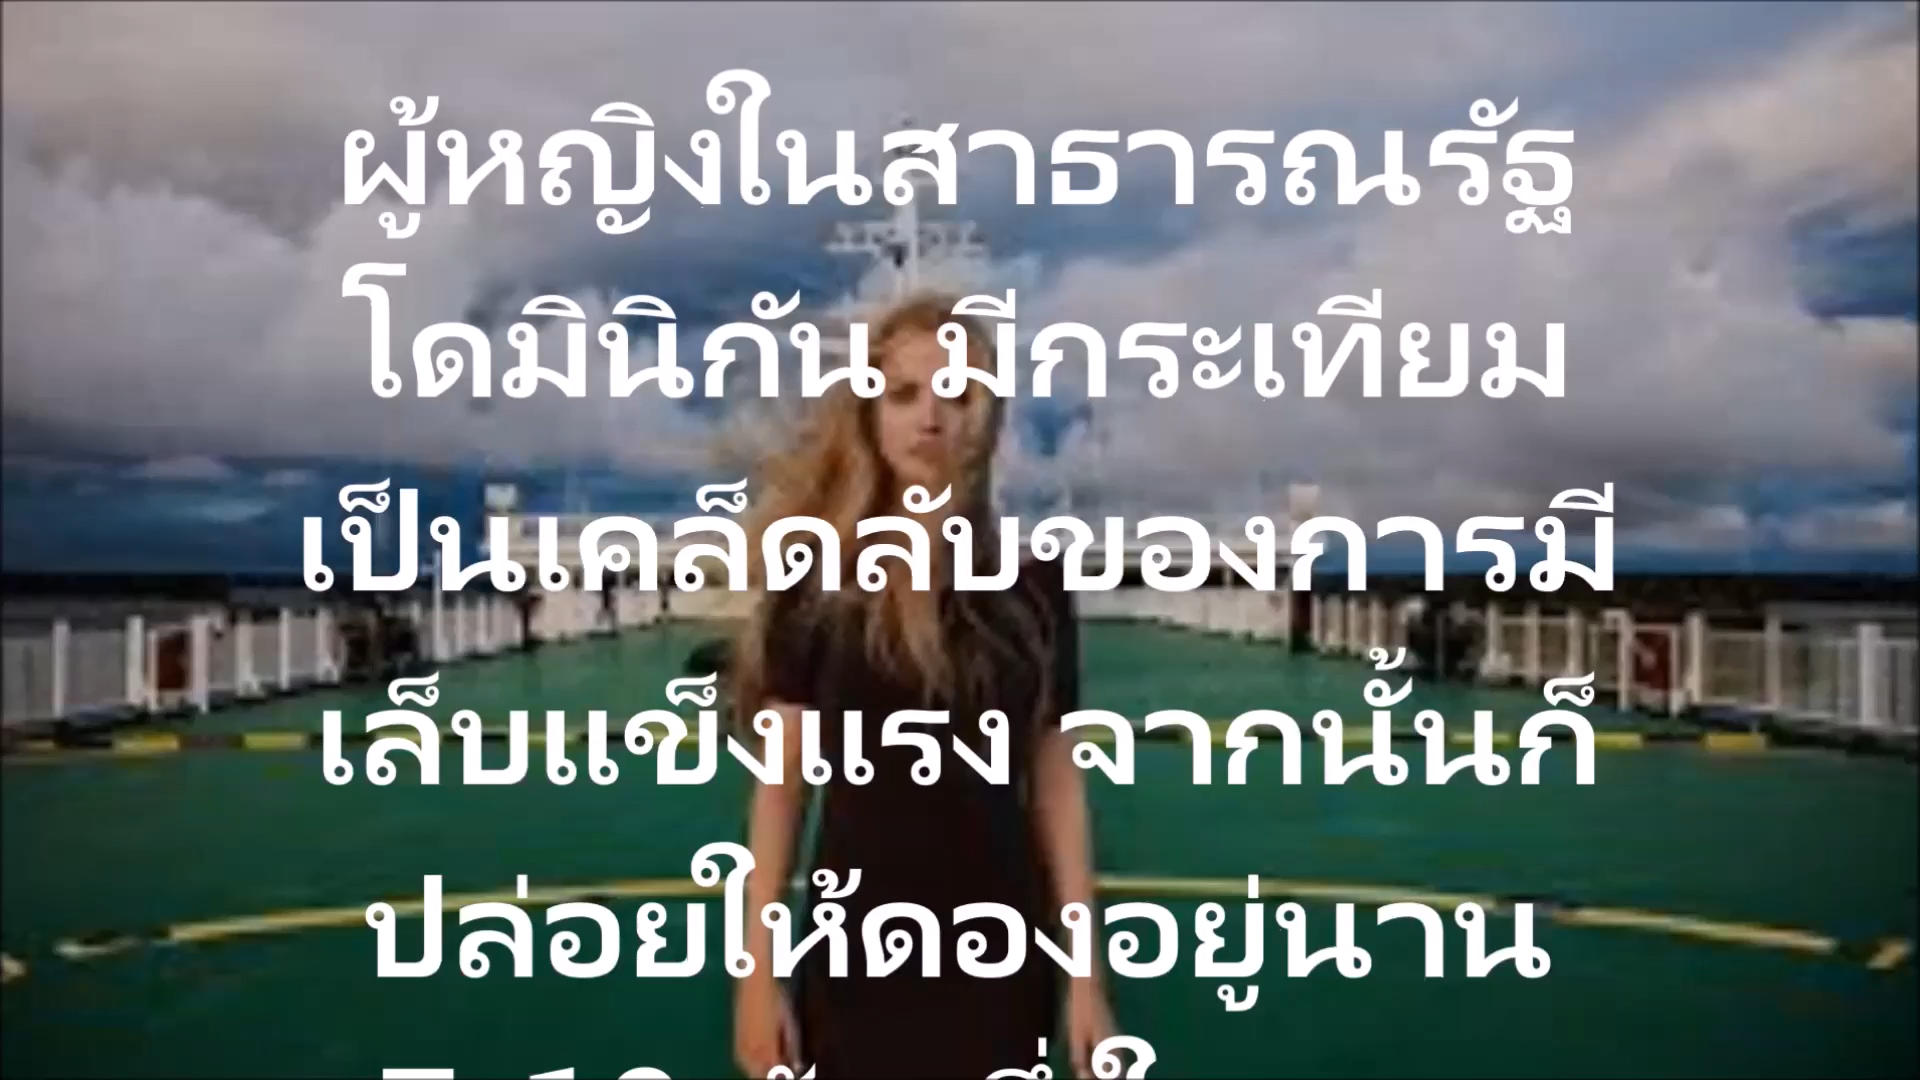 ผู้หญิงในสาธารณรัฐ
โดมินิกัน มีกระเทียม
เป็นเคล็ดลับของการมี
เล็บแข็งแรง จากนั้นก็
ปล่อยให้ดองอยู่นาน